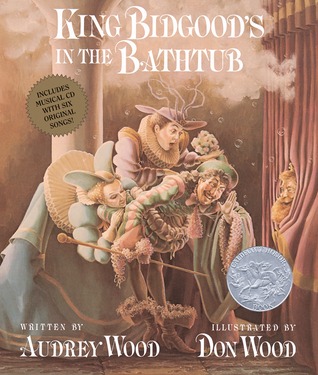 KING BIDGOOD'S
IN THE BATHTUB
INCLUDES
MUSICAL CD
WITH SIX
ORIGINAL
SONGS!
WRITTEN BY
AUDREY WOOD
ILLUSTRATED BY
DON WOOD